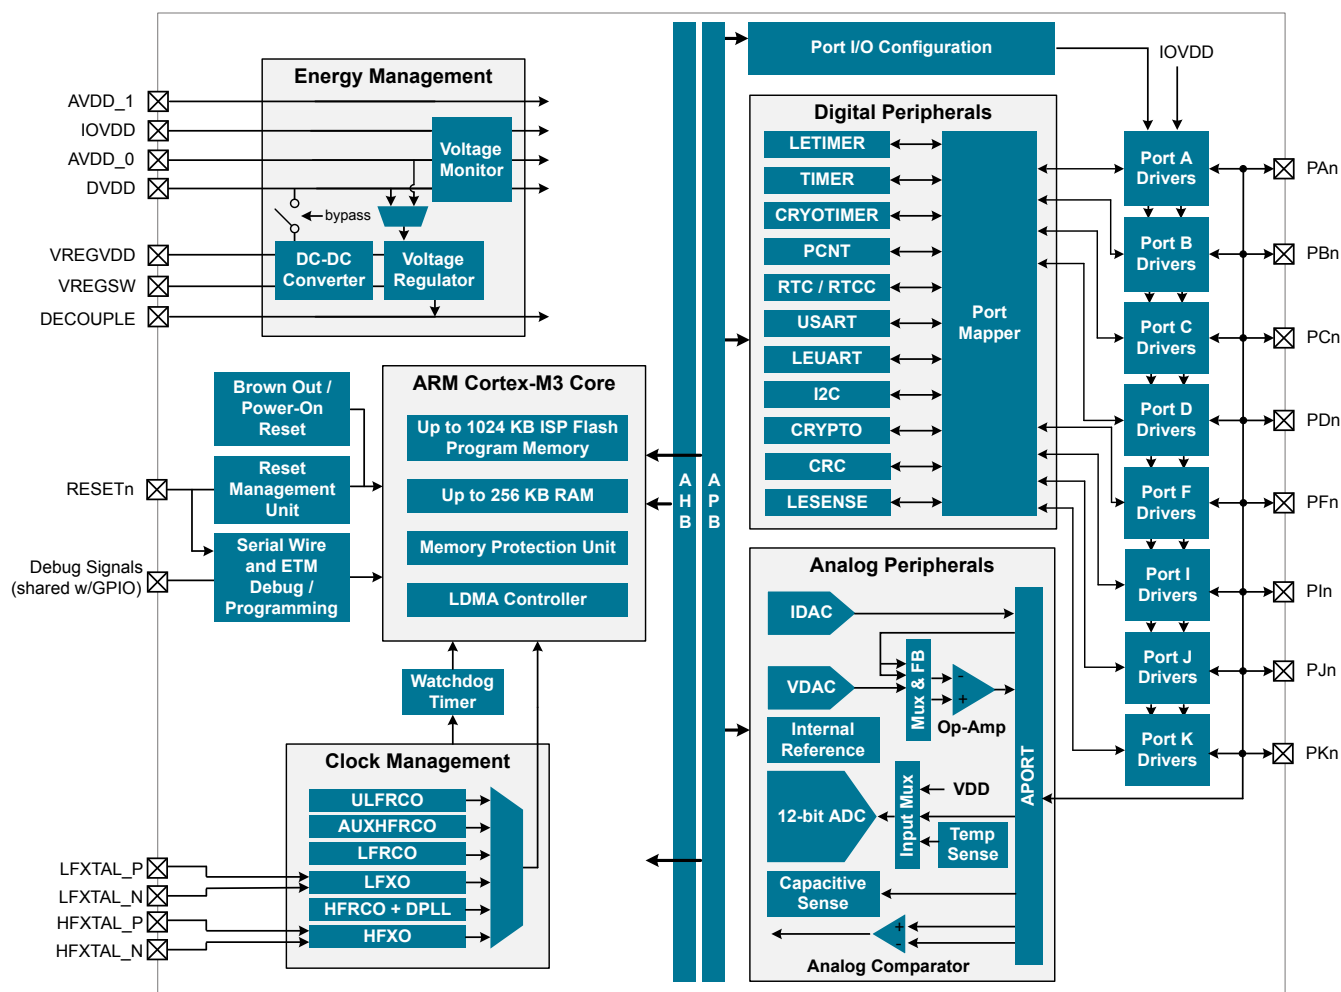 Energy Management
AVDD_1
IOVDD
AVDD_0
DVDD
VREGVDD
VREGSW
DECOUPLE
Voltage
Monitor
bypass
DC-DC
Converter
Voltage
Regulator
Brown Out /
Power-On
Reset
Reset
Management
Unit
Serial Wire
and ETM
Debug /
Programming
RESETn
Debug Signals
(shared w/GPIO)
ARM Cortex-M3 Core
Up to 1024 KB ISP Flash
Program Memory
Up to 256 KB RAM
Memory Protection Unit
LDMA Controller
Watchdog
Timer
Clock Management
ULFRCO
AUXHFRCO
LFRCO
LFXO
HFRCO + DPLL
HFXO
LFXTAL_P
LFXTAL_N
HFXTAL_P
HFXTAL_N
AHB
APB
Port I/O Configuration
IOVDD
Digital Peripherals
LETIMER
TIMER
CRYOTIMER
PCNT
RTC / RTCC
USART
LEUART
I2C
CRYPTO
CRC
LESENSE
Port
Mapper
Analog Peripherals
IDAC
VDAC
Internal
Reference
12-bit ADC
Capacitive
Sense
Mux & FB
-
+
Op-Amp
Input Mux
VDD
Temp
Sense
APORT
+
-
Analog Comparator
Port A
Drivers
Port B
Drivers
Port C
Drivers
Port D
Drivers
Port F
Drivers
Port I
Drivers
Port J
Drivers
Port K
Drivers
PAn
PBn
PCn
PDn
PFn
PIn
PJn
PKn